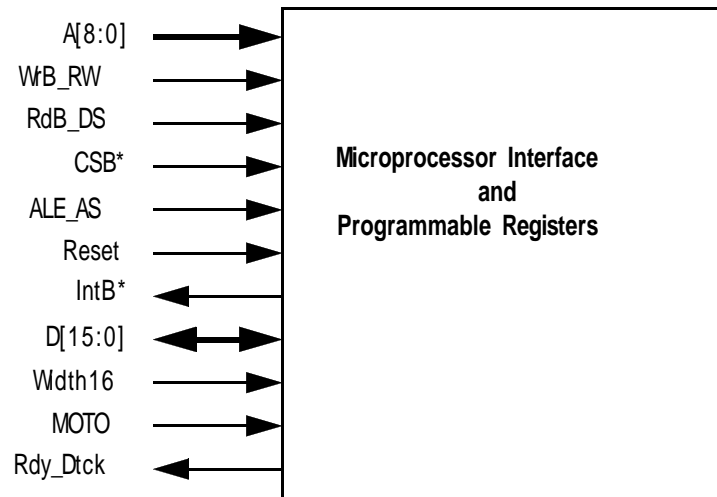 A[8:0]
WrB_RW
RdB_DS
CSB*
Microprocessor Interface
and
Programmable Registers
ALE_AS
Reset
IntB*
D[15:0]
Width16
MOTO
Rdy_Dtck